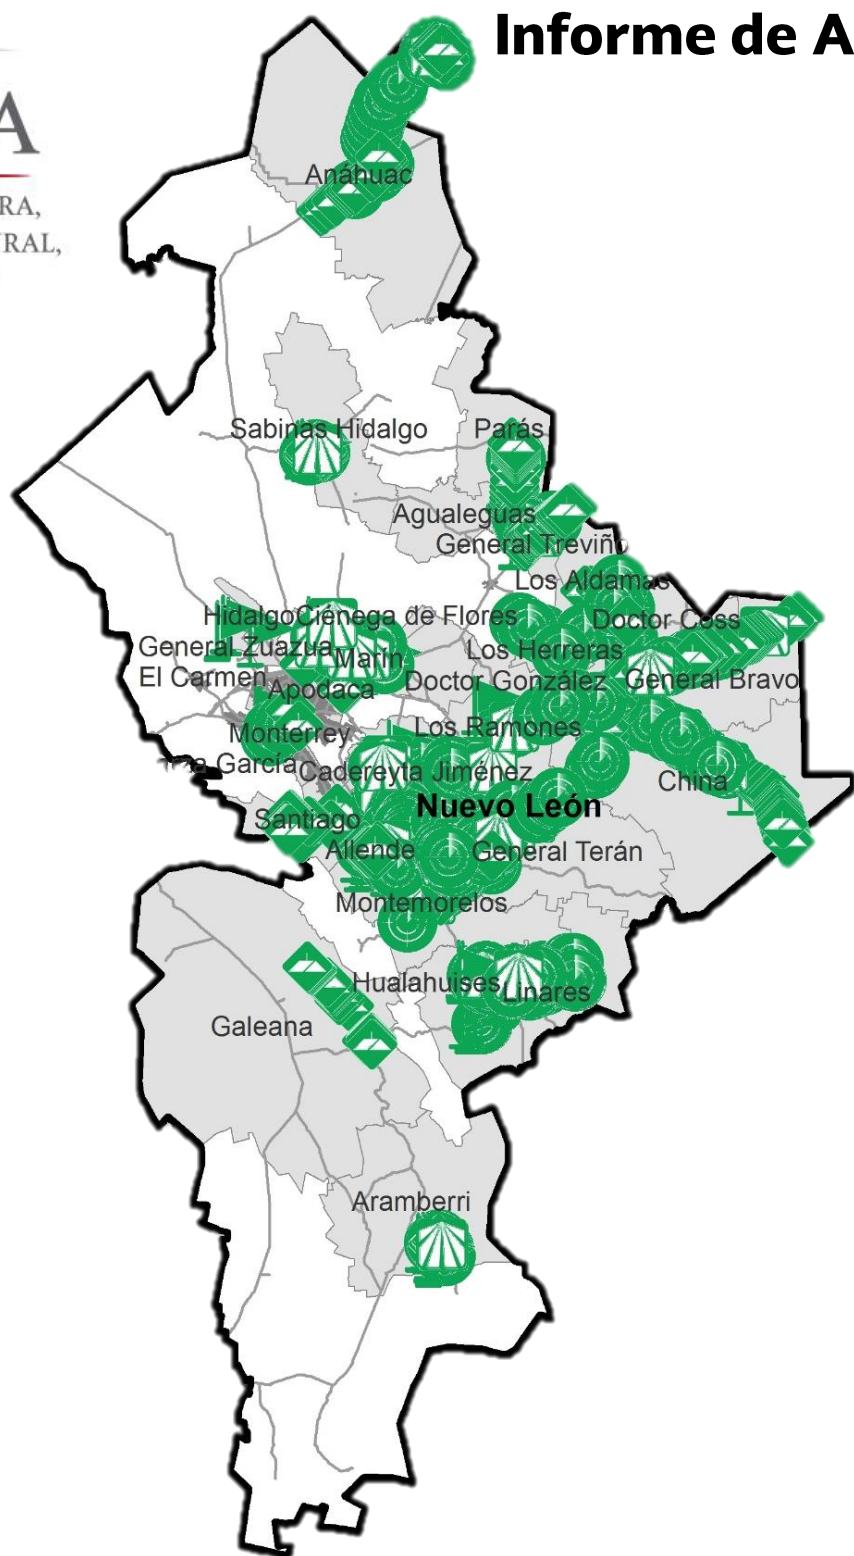 Informe de A
A
RA,
RAL,
Anáhuac
Sabinas Hidalgo
Parás
Agualeguas
General Treviño
Los Aldamas
Hidalgo
Ciénega de Flores
Doctor Coss
General Zuazua
Marín
Los Herreras
El Carmen
Apodaca
Doctor González
General Bravo
Monterrey
Los Ramones
García
Cadereyta Jiménez
China
Nuevo León
Santiago
Allende
General Terán
Montemorelos
Hualahuises
Linares
Galeana
Aramberri